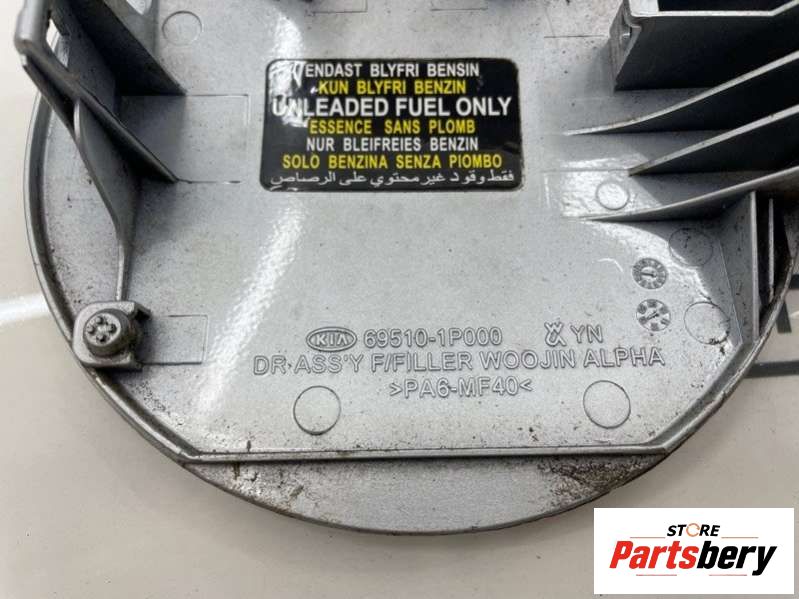 ENDAST BLYFRI BENSIN
KUN BLYFRI BENZIN
UNLEADED FUEL ONLY
ESSENCE SANS PLOMB
NUR BLEIFREIES BENZIN
SOLO BENZINA SENZA PIOMBO
فقط وقود غير محتوي على الرصاص
KIA 69510-1P000 YN
DR ASS'Y F/FILLER WOOJIN ALPHA
>PA6-MF40<
STORE
Partsbery